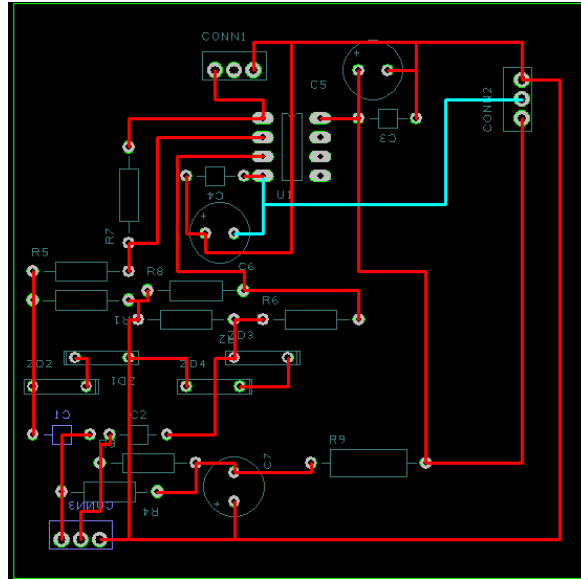 CONN1
+
C5
CONN2
C3
U1
C4
+
R7
C6
R5
R8
R6
R1
R2
ZD3
ZD2
ZD1
ZD4
C1
C2
R3
R9
C7
CONN3
R4
+